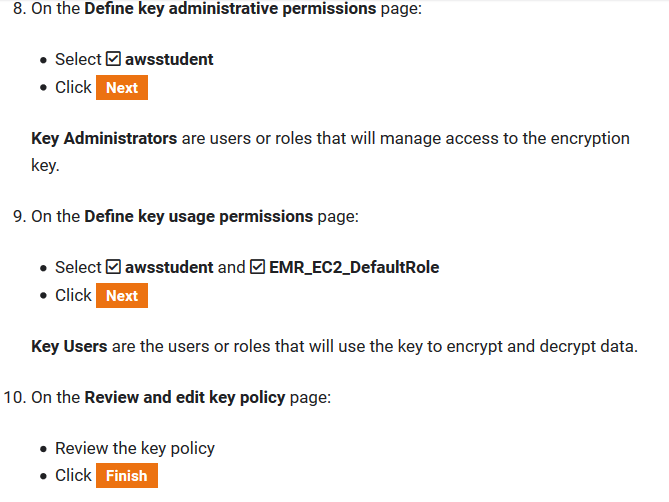 8. On the Define key administrative permissions page:
• Select ☑ awsstudent
• Click Next
Key Administrators are users or roles that will manage access to the encryption
key.
9. On the Define key usage permissions page:
• Select ☑ awsstudent and ☑ EMR_EC2_DefaultRole
• Click Next
Key Users are the users or roles that will use the key to encrypt and decrypt data.
10. On the Review and edit key policy page:
• Review the key policy
• Click Finish